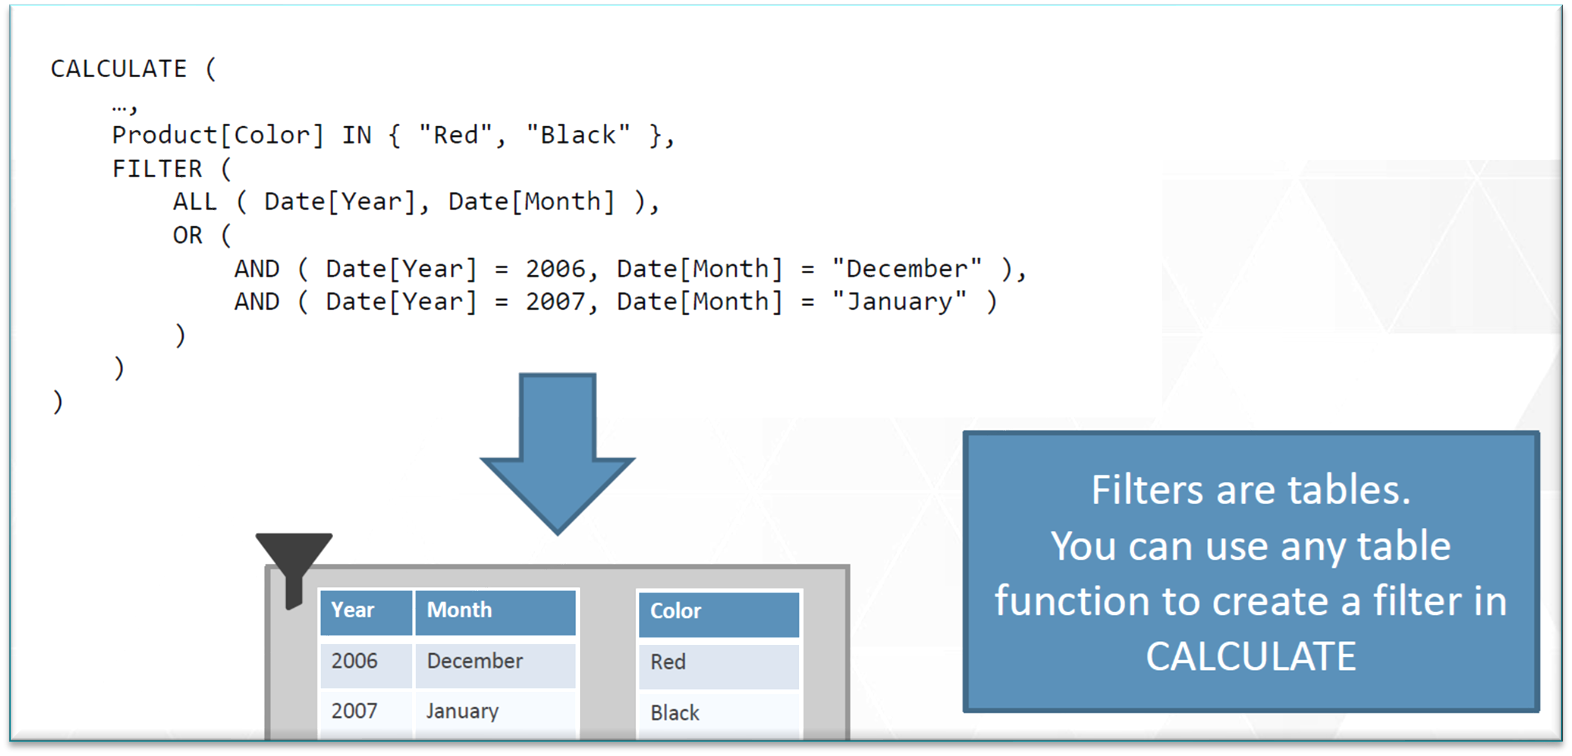 CALCULATE (
    …,
    Product[Color] IN { "Red", "Black" },
    FILTER (
        ALL ( Date[Year], Date[Month] ),
        OR (
            AND ( Date[Year] = 2006, Date[Month] = "December" ),
            AND ( Date[Year] = 2007, Date[Month] = "January" )
        )
    )
)
Filters are tables.
You can use any table
function to create a filter in
CALCULATE
Year Month
2006 December
2007 January
Color
Red
Black